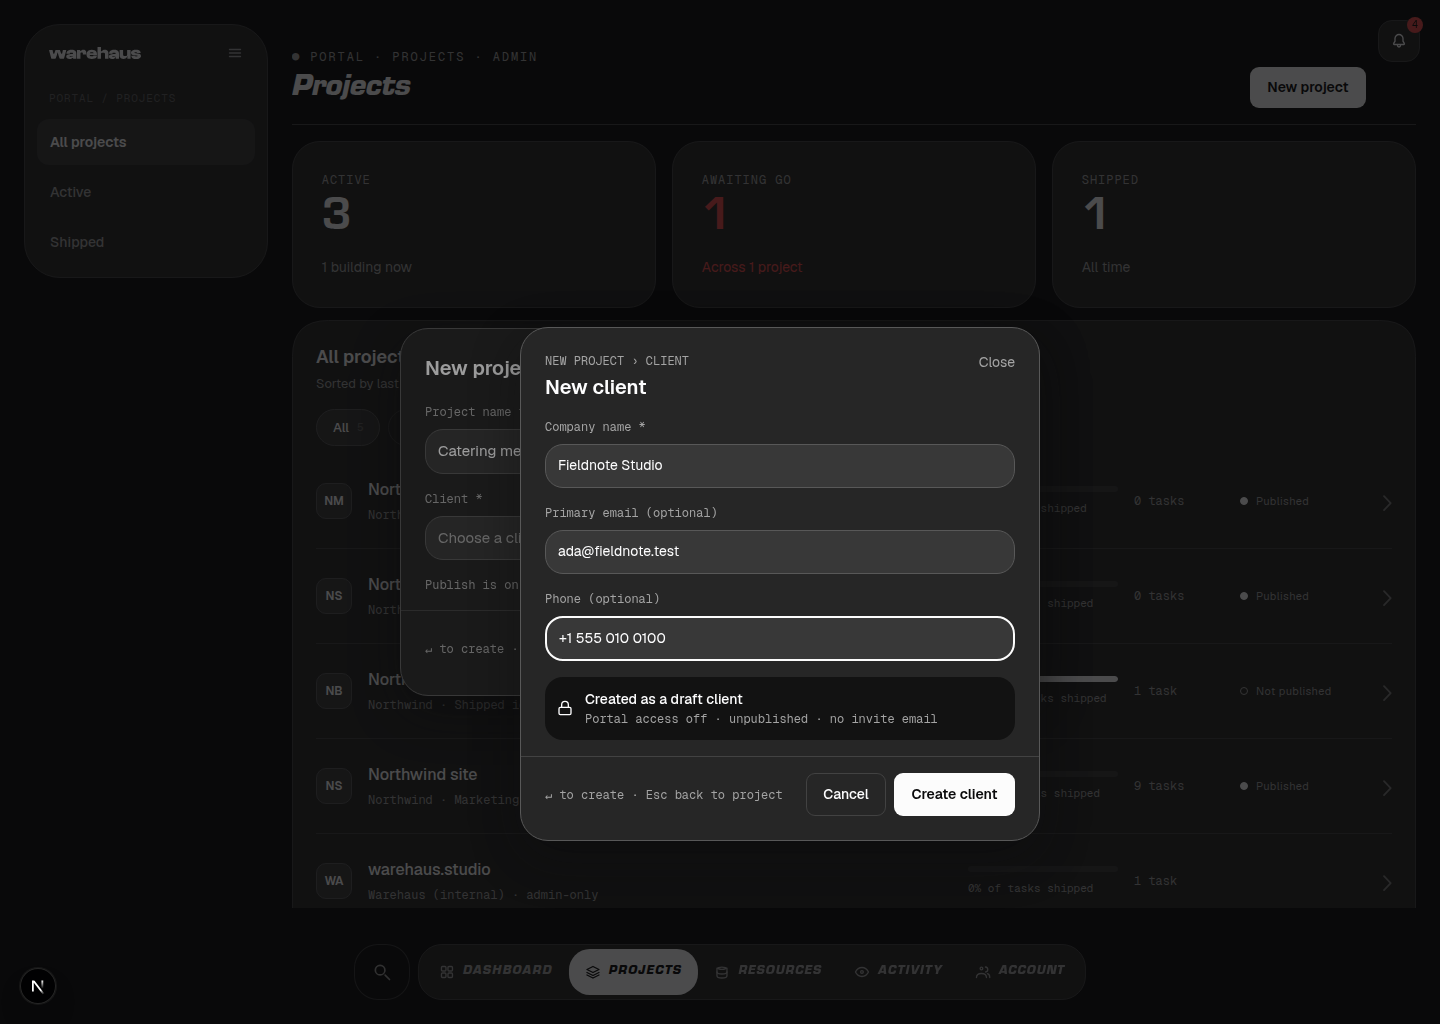 warehaus
PORTAL / PROJECTS
All projects
Active
Shipped
PORTAL · PROJECTS · ADMIN
Projects
4
New project
ACTIVE
3
1 building now
AWAITING GO
1
Across 1 project
SHIPPED
1
All time
All project
Sorted by last
All 5
New proje
Project name
Catering me
Client *
Choose a cli
Publish is on
↵ to create ·
NEW PROJECT › CLIENT
Close
New client
Company name *
Fieldnote Studio
Primary email (optional)
ada@fieldnote.test
Phone (optional)
+1 555 010 0100
Created as a draft client
Portal access off · unpublished · no invite email
↵ to create · Esc back to project
Cancel
Create client
NM
Nort
North
shipped
0 tasks
Published
NS
Nort
North
shipped
0 tasks
Published
NB
Nort
Northwind · Shipped i
ks shipped
1 task
Not published
NS
Northwind site
Northwind · Marketing
s shipped
9 tasks
Published
WA
warehaus.studio
Warehaus (internal) · admin-only
0% of tasks shipped
1 task
N
DASHBOARD
PROJECTS
RESOURCES
ACTIVITY
ACCOUNT